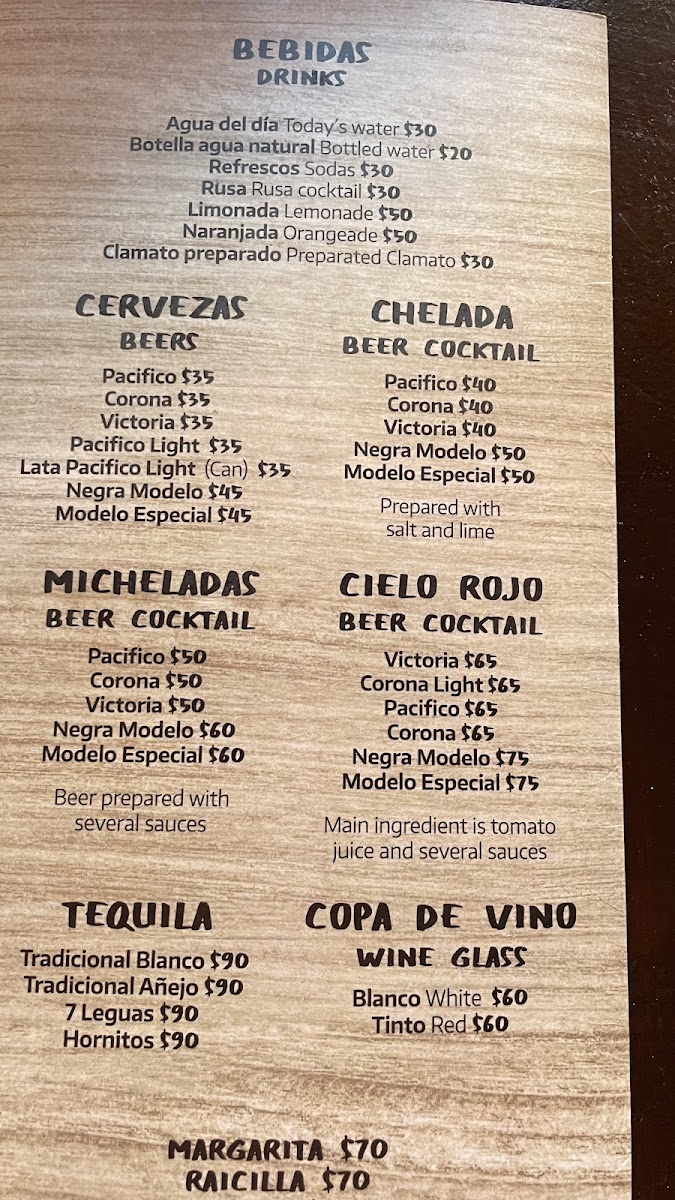 BEBIDAS
DRINKS
Agua del día Today's water $30
Botella agua natural Bottled water $20
Refrescos Sodas $30
Rusa Rusa cocktail $30
Limonada Lemonade $50
Naranjada Orangeade $50
Clamato preparado Preparated Clamato $30
CERVEZAS
BEERS
Pacifico $35
Corona $35
Victoria $35
Pacifico Light $35
Lata Pacifico Light (Can) $35
Negra Modelo $45
Modelo Especial $45
CHELADA
BEER COCKTAIL
Pacifico $40
Corona $40
Victoria $40
Negra Modelo $50
Modelo Especial $50
Prepared with
salt and lime
MICHELADAS
BEER COCKTAIL
Pacifico $50
Corona $50
Victoria $50
Negra Modelo $60
Modelo Especial $60
Beer prepared with
several sauces
CIELO ROJO
BEER COCKTAIL
Victoria $65
Corona Light $65
Pacifico $65
Corona $65
Negra Modelo $75
Modelo Especial $75
Main ingredient is tomato
juice and several sauces
TEQUILA
Tradicional Blanco $90
Tradicional Añejo $90
7 Leguas $90
Hornitos $90
COPA DE VINO
WINE GLASS
Blanco White $60
Tinto Red $60
MARGARITA $70
RAICILLA $70